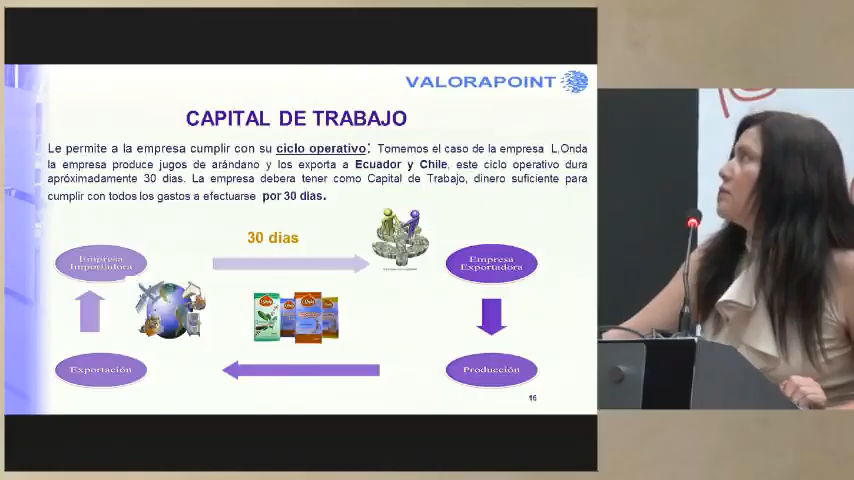 VALORAPOINT
CAPITAL DE TRABAJO
Le permite a la empresa cumplir con su ciclo operativo: Tomemos el caso de la empresa L,Onda
la empresa produce jugos de arándano y los exporta a Ecuador y Chile, este ciclo operativo dura
apróximadamente 30 dias. La empresa debera tener como Capital de Trabajo, dinero suficiente para
cumplir con todos los gastos a efectuarse por 30 dias.
30 dias
Empresa
Importadora
Empresa
Exportadora
Exportación
Producción
16